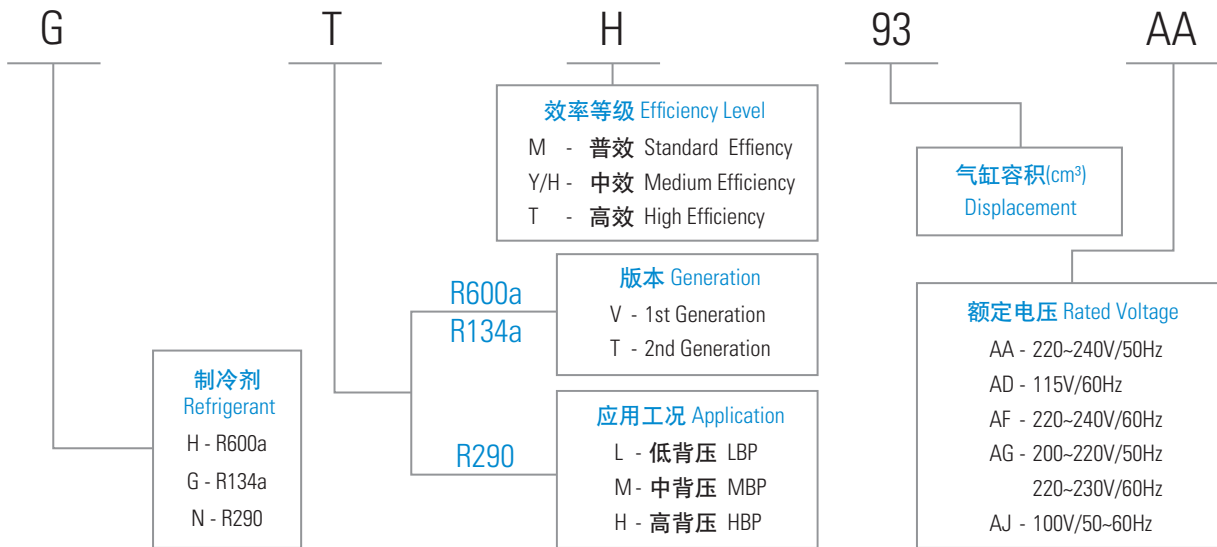 G T H 93 AA
效率等级 Efficiency Level
M - 普效 Standard Effiency
Y/H - 中效 Medium Efficiency
T - 高效 High Efficiency
气缸容积(cm³)
Displacement
R600a
R134a
版本 Generation
V - 1st Generation
T - 2nd Generation
额定电压 Rated Voltage
AA - 220~240V/50Hz
AD - 115V/60Hz
AF - 220~240V/60Hz
AG - 200~220V/50Hz
220~230V/60Hz
AJ - 100V/50~60Hz
制冷剂
Refrigerant
H - R600a
G - R134a
N - R290
R290
应用工况 Application
L - 低背压 LBP
M - 中背压 MBP
H - 高背压 HBP